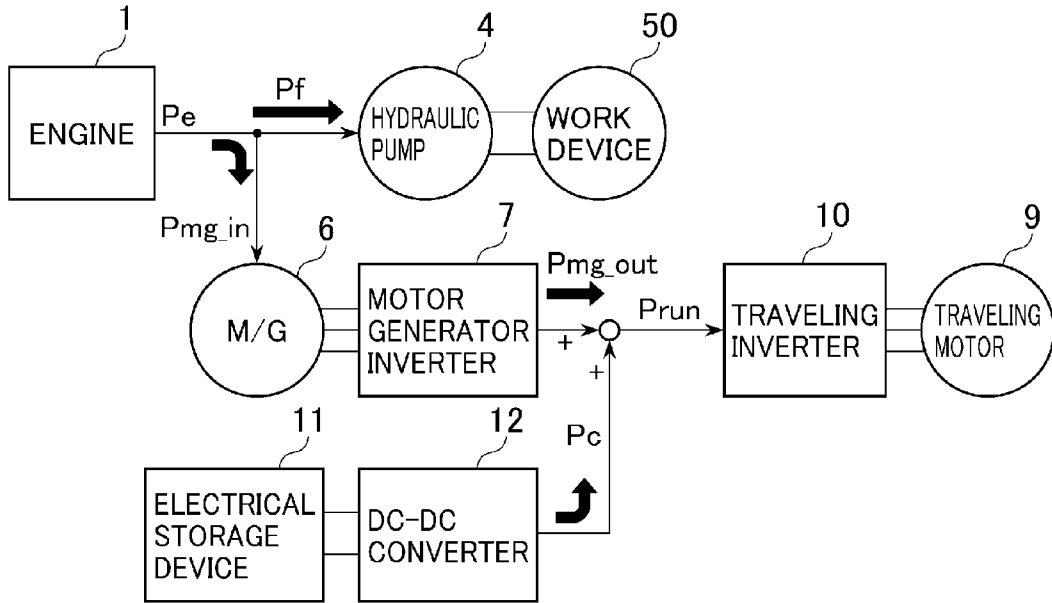 1
4
50
ENGINE
Pe
Pf
HYDRAULIC
PUMP
WORK
DEVICE
Pmg_in
6
7
Pmg_out
10
9
M/G
MOTOR
GENERATOR
INVERTER
+
+
Prun
TRAVELING
INVERTER
TRAVELING
MOTOR
11
12
Pc
ELECTRICAL
STORAGE
DEVICE
DC-DC
CONVERTER